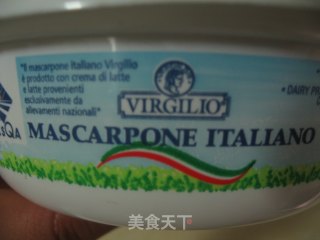 "Il mascarpone italiano Virgilio
è prodotto con crema di latte
e latte provenienti
esclusivamente da
allevamenti nazionali"
VIRGILIO
• DAIRY PR
MASCARPONE ITALIANO
美食天下